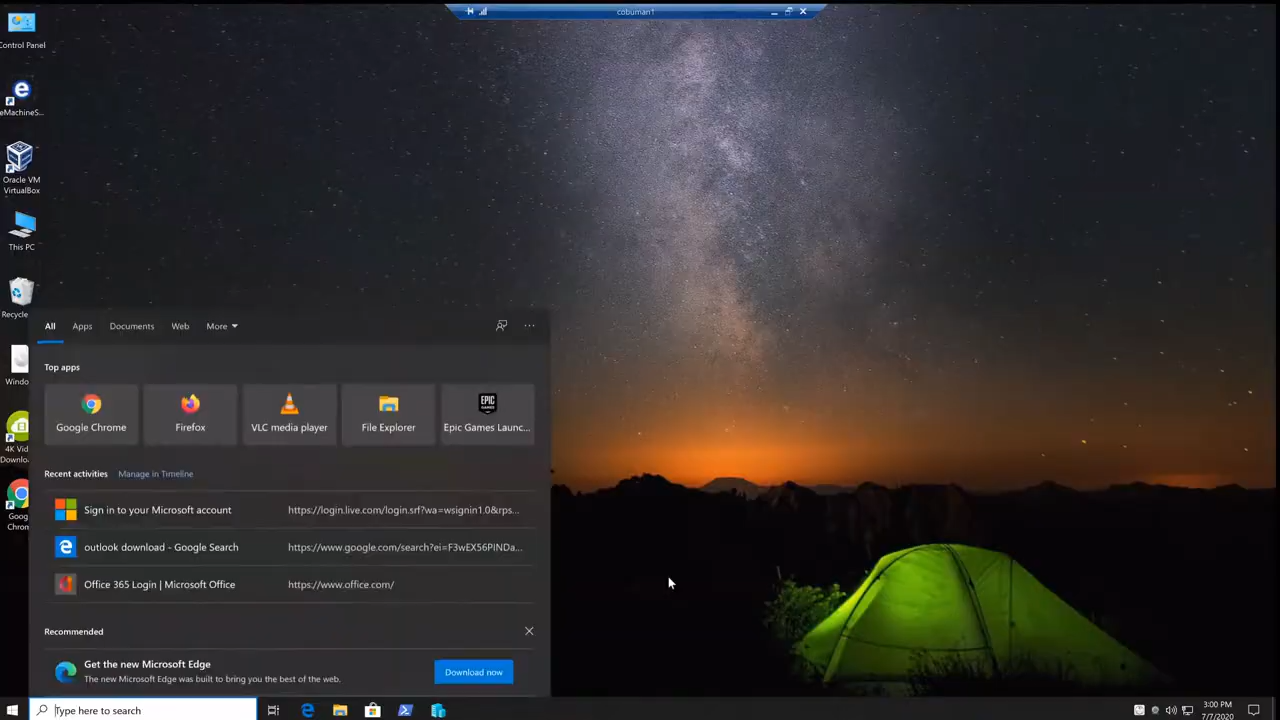 cobuman1
Control Panel
eMachineS...
Oracle VM
VirtualBox
This PC
Recycle
Windo
4K Vid
Downlo
Goog
Chrom
All
Apps
Documents
Web
More
Top apps
Google Chrome
Firefox
VLC media player
File Explorer
EPIC
GAMES
Epic Games Launc...
Recent activities
Manage in Timeline
Sign in to your Microsoft account https://login.live.com/login.srf?wa=wsignin1.0&rps...
outlook download - Google Search https://www.google.com/search?ei=F3wEX56PINDa...
Office 365 Login | Microsoft Office https://www.office.com/
Recommended
Get the new Microsoft Edge
The new Microsoft Edge was built to bring you the best of the web.
Download now
Type here to search
3:00 PM
7/7/2020